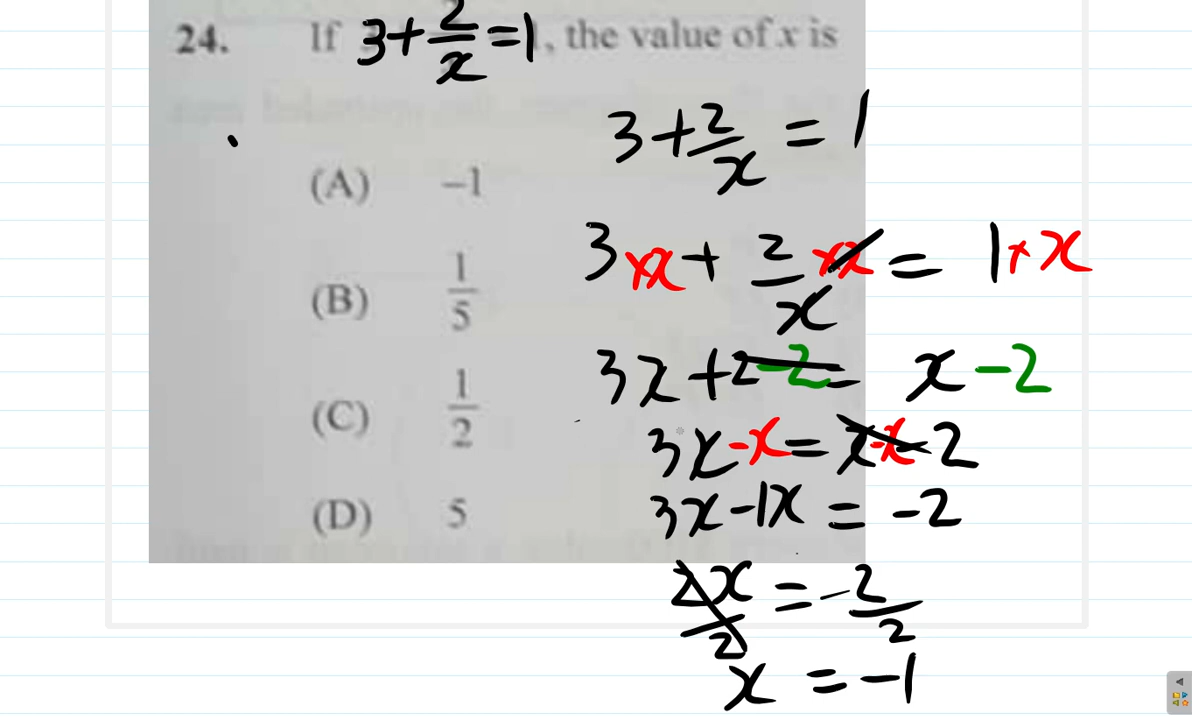 24. If 3+2/x=1, the value of x is
3+2/x = 1
(A) -1
3×x + 2/x ×x = 1×x
(B) 1/5
3x +2-2= x-2
(C) 1/2
3x-x = x-x-2
3x-1x = -2
(D) 5
2x/2 = -2/2
x = -1